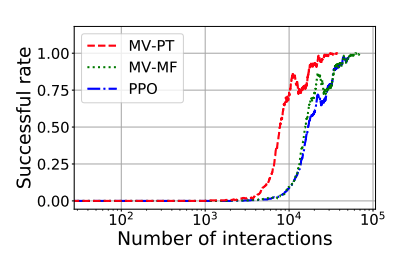 Successful rate
1.00
0.75
0.50
0.25
0.00
MV-PT
MV-MF
PPO
10² 10³ 10⁴ 10⁵
Number of interactions